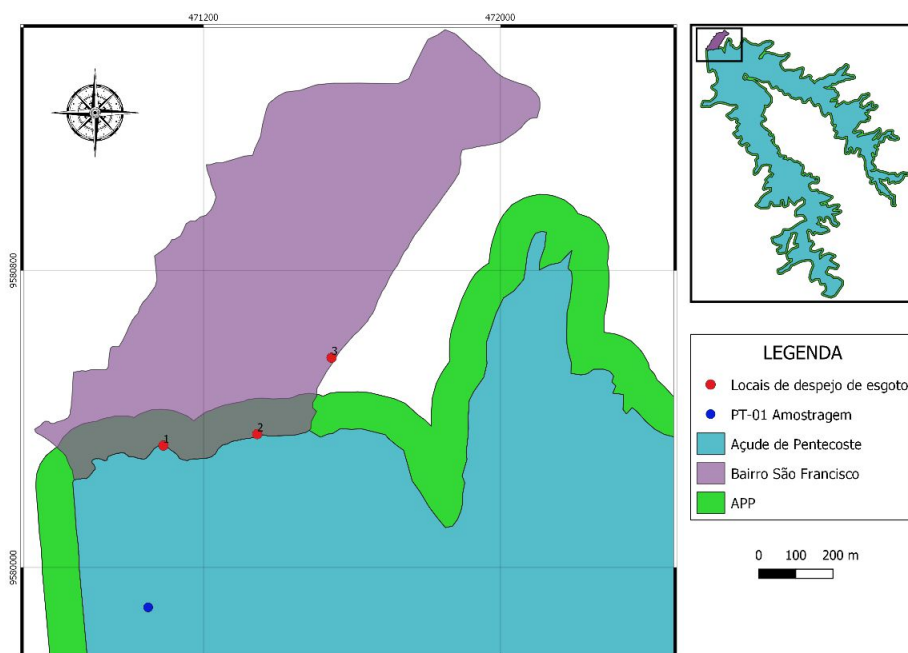 471200
472000
9580800
9580000
3
2
1
LEGENDA
Locais de despejo de esgoto
PT-01 Amostragem
Açude de Pentecoste
Bairro São Francisco
APP
0 100 200 m